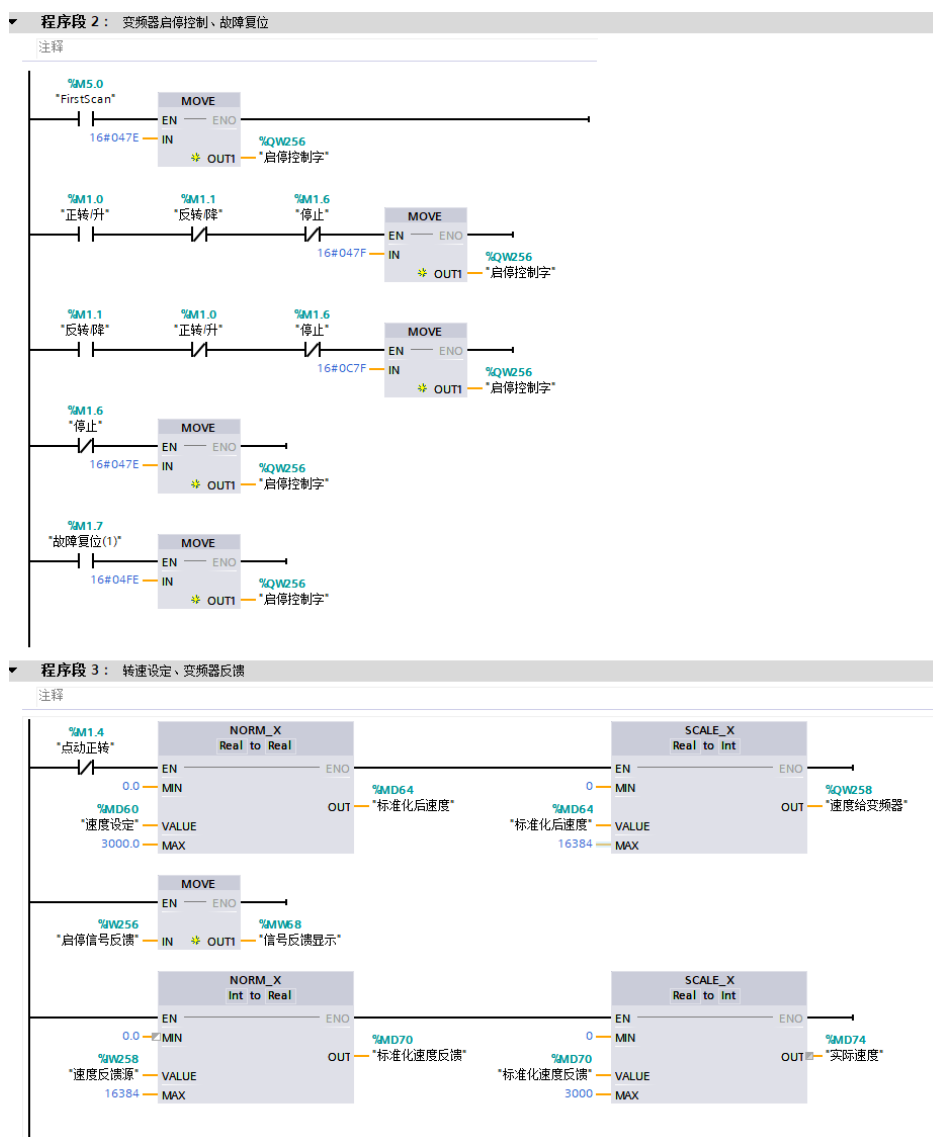 程序段 2： 变频器启停控制、故障复位
注释
%M5.0
"FirstScan"
MOVE
EN ENO
16#047E IN
%QW256
OUT1 "启停控制字"
%M1.0 %M1.1 %M1.6
"正转/升" "反转/降" "停止"
MOVE
EN ENO
16#047F IN
%QW256
OUT1 "启停控制字"
%M1.1 %M1.0 %M1.6
"反转/降" "正转/升" "停止"
MOVE
EN ENO
16#0C7F IN
%QW256
OUT1 "启停控制字"
%M1.6
"停止"
MOVE
EN ENO
16#047E IN
%QW256
OUT1 "启停控制字"
%M1.7
"故障复位(1)"
MOVE
EN ENO
16#04FE IN
%QW256
OUT1 "启停控制字"
程序段 3： 转速设定、变频器反馈
注释
%M1.4 NORM_X SCALE_X
"点动正转" Real to Real Real to Int
EN ENO EN ENO
0.0 MIN %MD64 0 MIN %QW258
%MD60 OUT "标准化后速度" %MD64 OUT "速度给变频器"
"速度设定" VALUE "标准化后速度" VALUE
3000.0 MAX 16384 MAX
MOVE
EN ENO
%IW256 %MW68
"启停信号反馈" IN OUT1 "信号反馈显示"
NORM_X SCALE_X
Int to Real Real to Int
EN ENO EN ENO
0.0 MIN %MD70 0 MIN %MD74
%IW258 OUT "标准化速度反馈" %MD70 OUT "实际速度"
"速度反馈源" VALUE "标准化速度反馈" VALUE
16384 MAX 3000 MAX